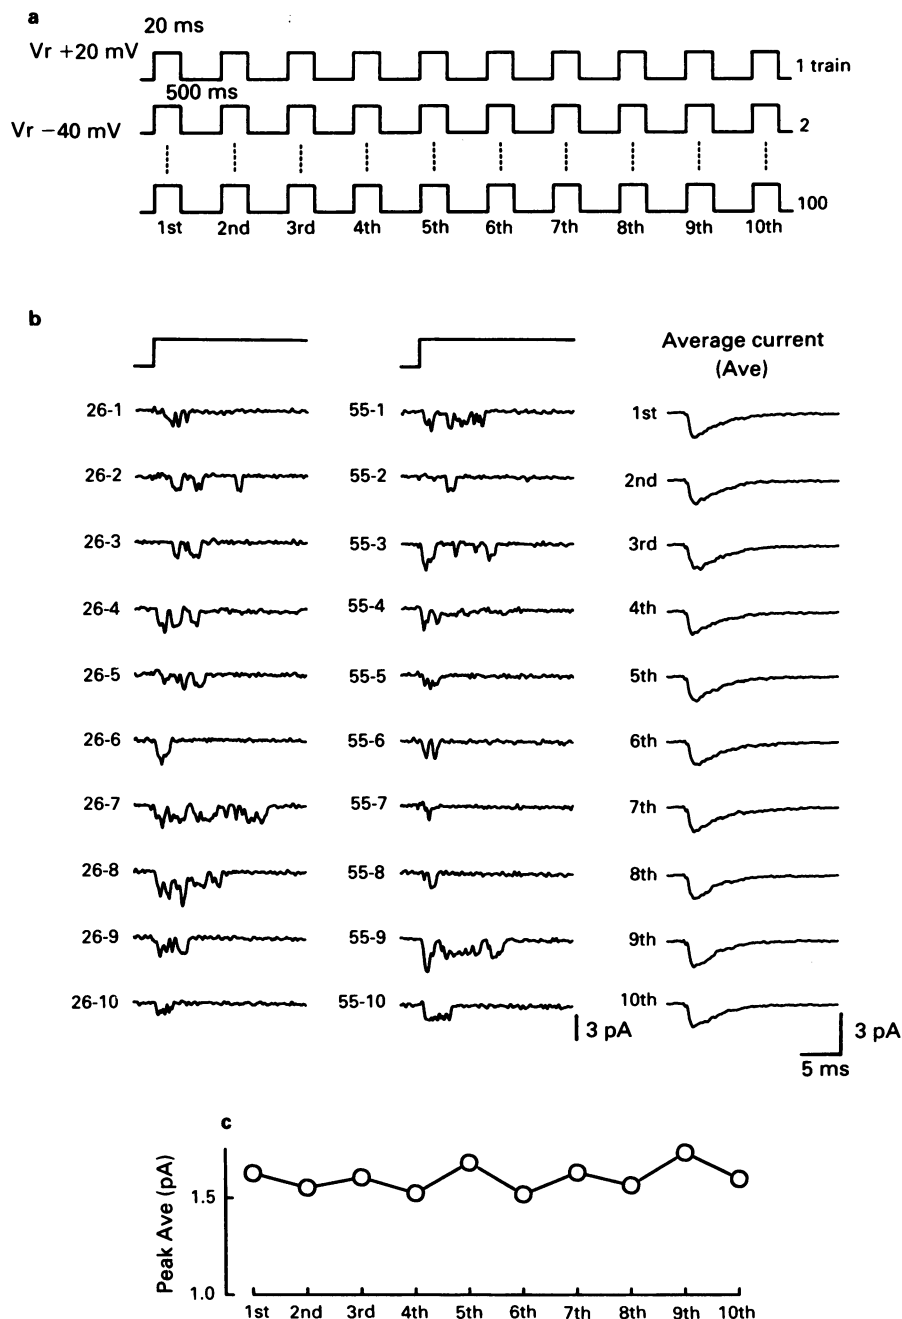 a
20 ms
Vr +20 mV
1 train
500 ms
Vr −40 mV
2
100
1st 2nd 3rd 4th 5th 6th 7th 8th 9th 10th
b
Average current
(Ave)
26-1 55-1 1st
26-2 55-2 2nd
26-3 55-3 3rd
26-4 55-4 4th
26-5 55-5 5th
26-6 55-6 6th
26-7 55-7 7th
26-8 55-8 8th
26-9 55-9 9th
26-10 55-10 10th
3 pA 3 pA
5 ms
c
Peak Ave (pA)
1.5
1.0
1st 2nd 3rd 4th 5th 6th 7th 8th 9th 10th